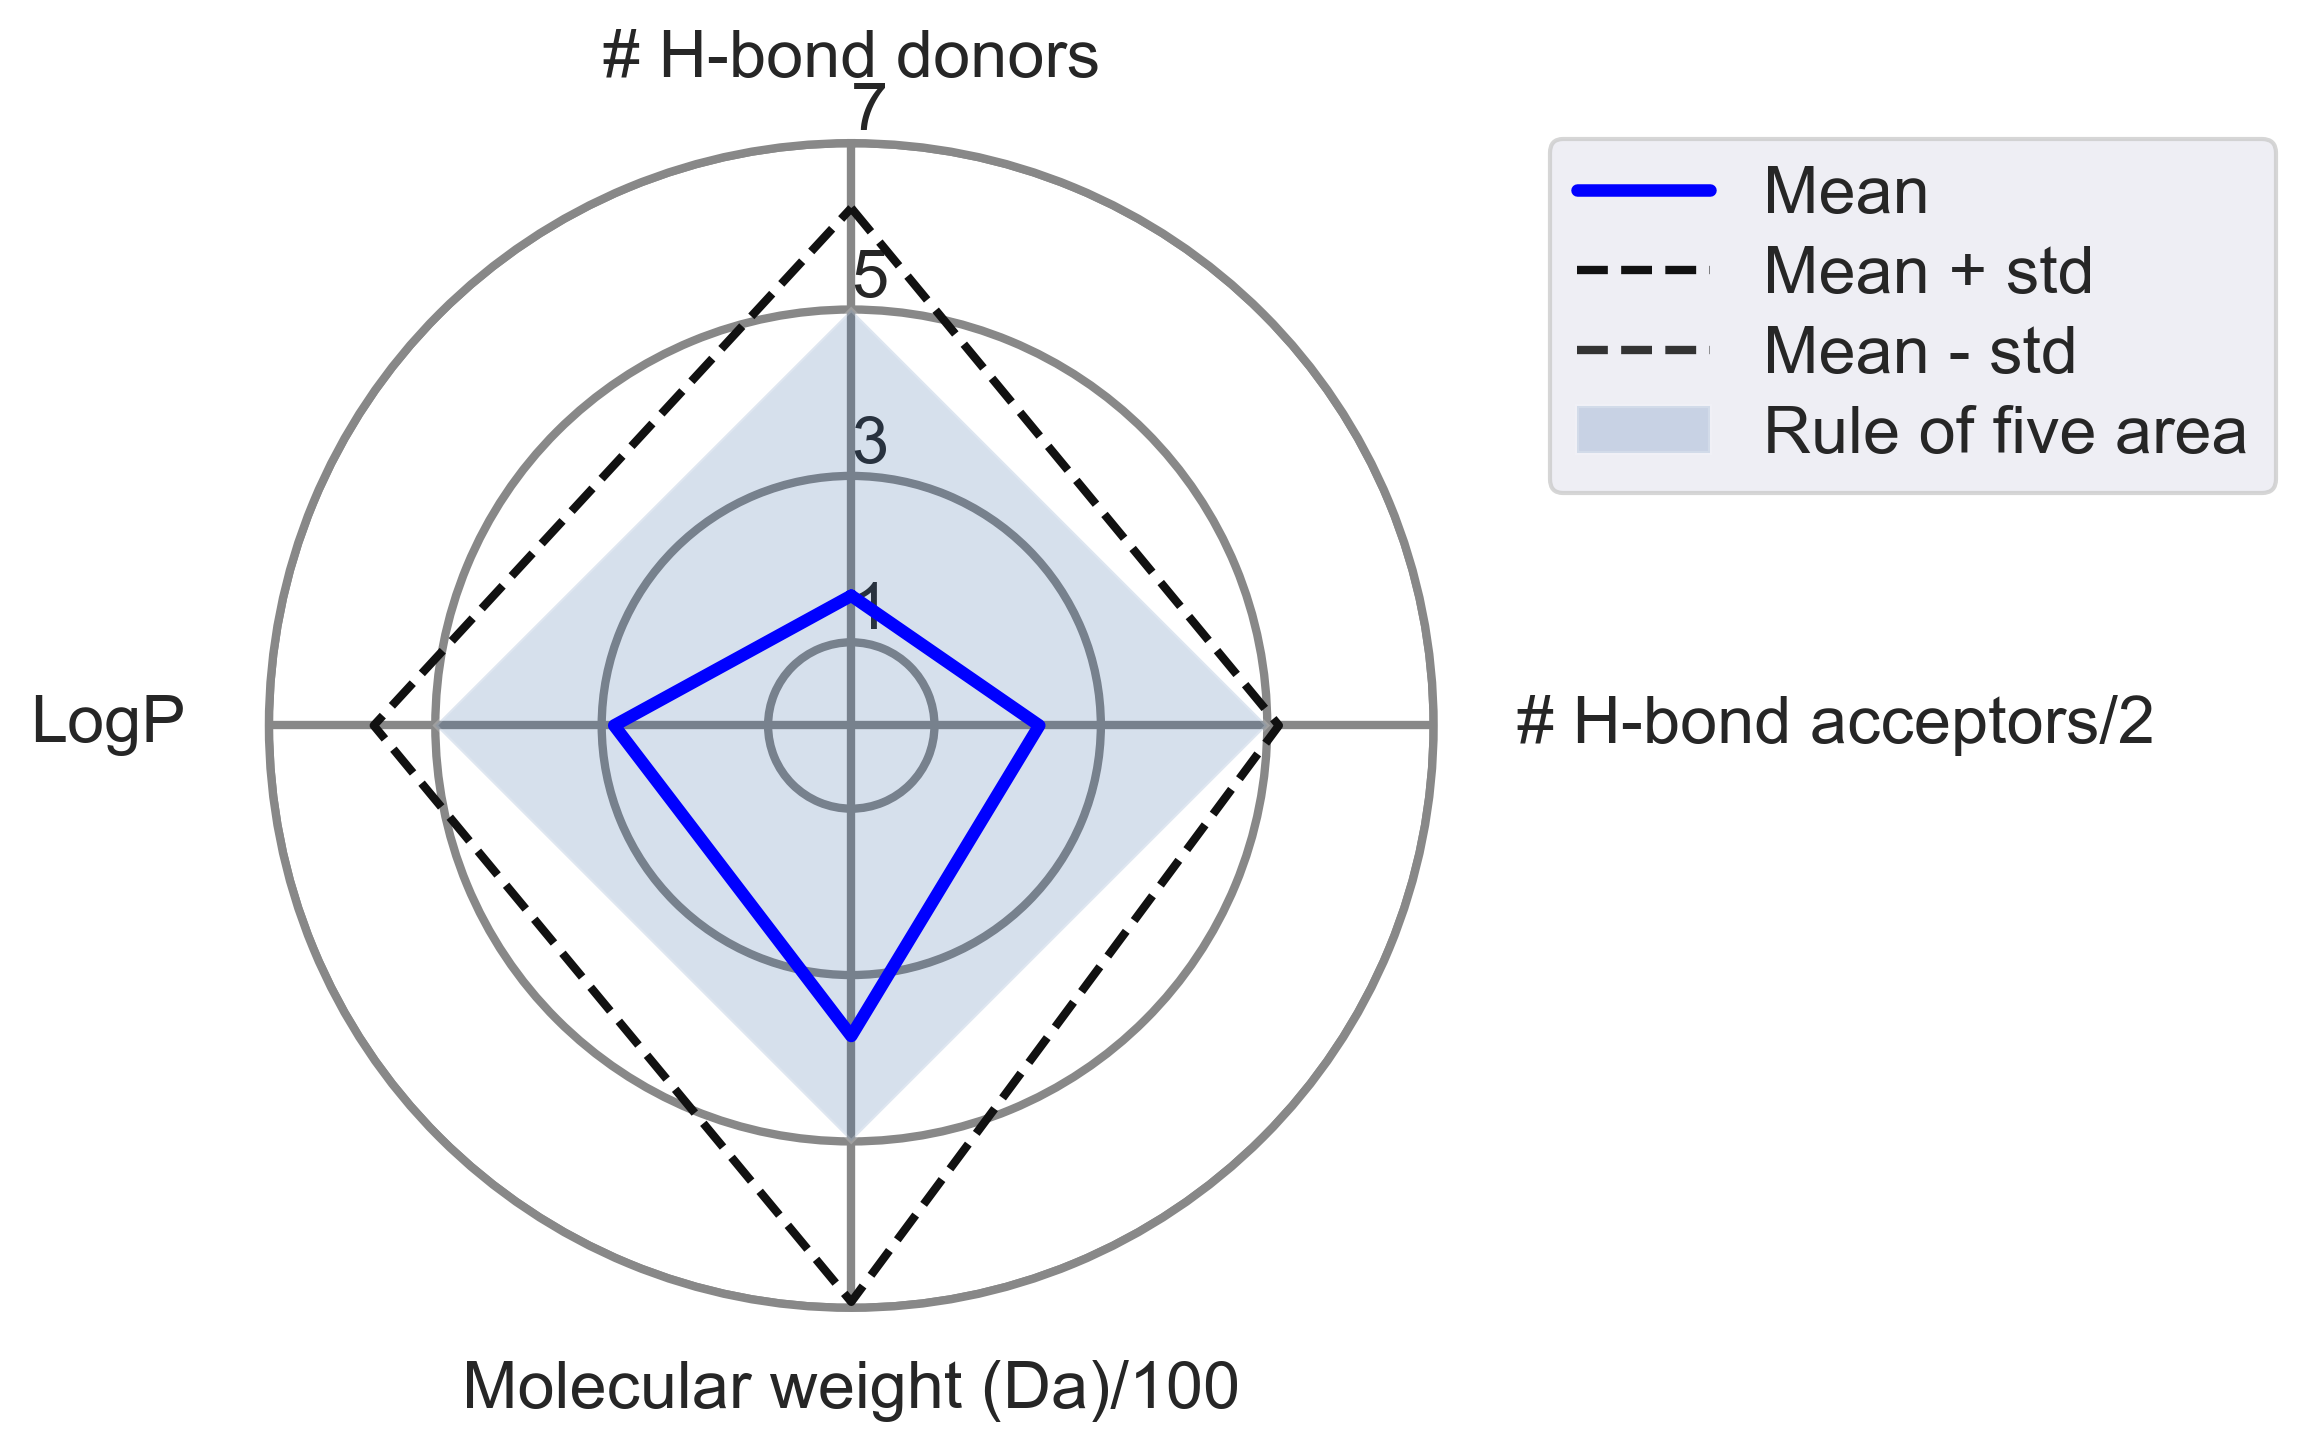 # H-bond donors
7
5
3
1
LogP
# H-bond acceptors/2
Molecular weight (Da)/100
Mean
Mean + std
Mean - std
Rule of five area